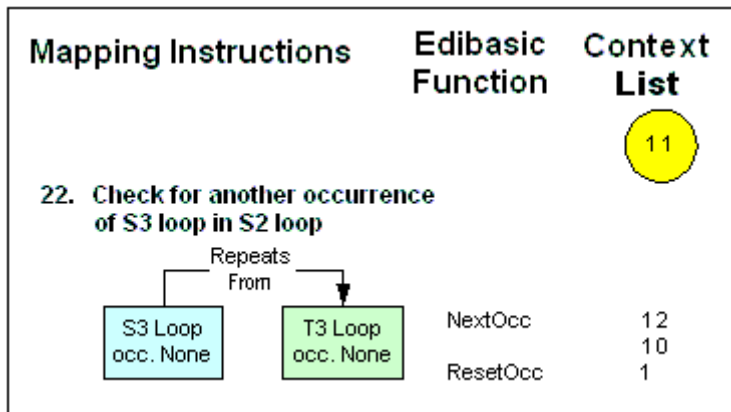 Mapping Instructions
Edibasic Function
Context List
11
22. Check for another occurrence
of S3 loop in S2 loop
Repeats
From
S3 Loop
occ. None
T3 Loop
occ. None
NextOcc 12
10
ResetOcc 1